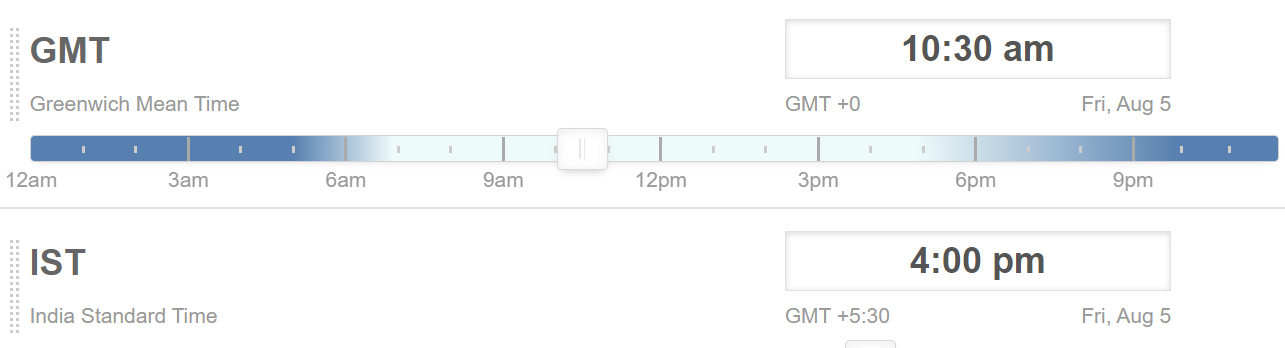 GMT
10:30 am
Greenwich Mean Time
GMT +0
Fri, Aug 5
12am 3am 6am 9am 12pm 3pm 6pm 9pm
IST
4:00 pm
India Standard Time
GMT +5:30
Fri, Aug 5